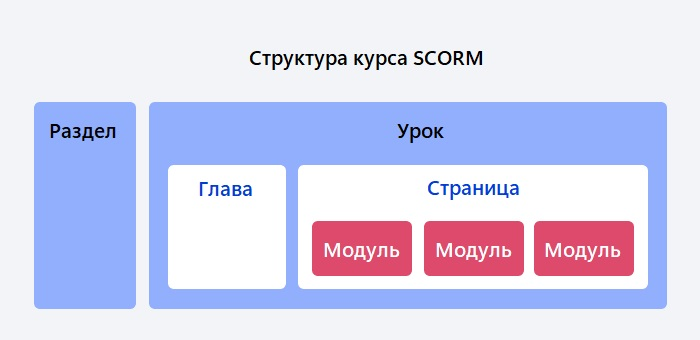 Структура курса SCORM
Раздел
Урок
Глава
Страница
Модуль
Модуль
Модуль